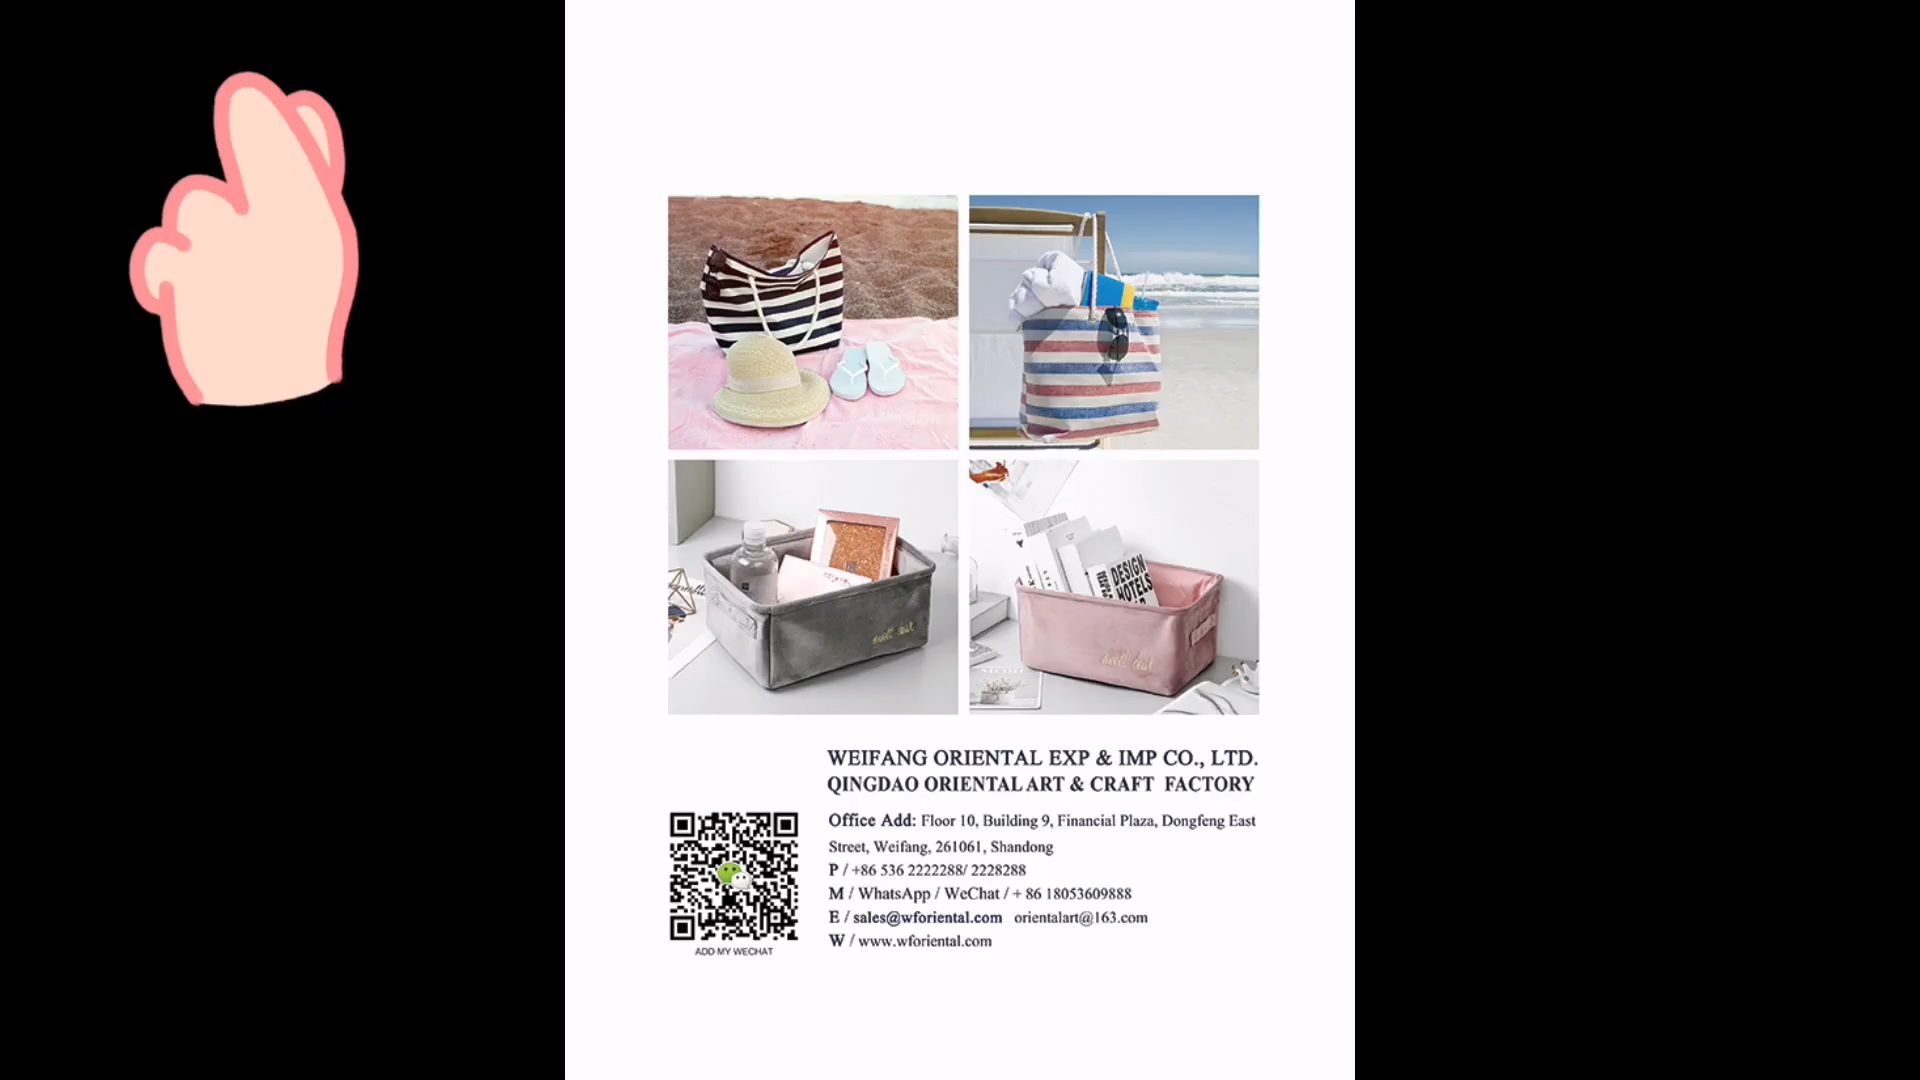 DESIGN
HOTELS
WEIFANG ORIENTAL EXP & IMP CO., LTD.
QINGDAO ORIENTAL ART & CRAFT FACTORY
Office Add: Floor 10, Building 9, Financial Plaza, Dongfeng East
Street, Weifang, 261061, Shandong
P / +86 536 2222288/ 2228288
M / WhatsApp / WeChat / + 86 18053609888
E / sales@wforiental.com orientalart@163.com
W / www.wforiental.com
ADD MY WECHAT